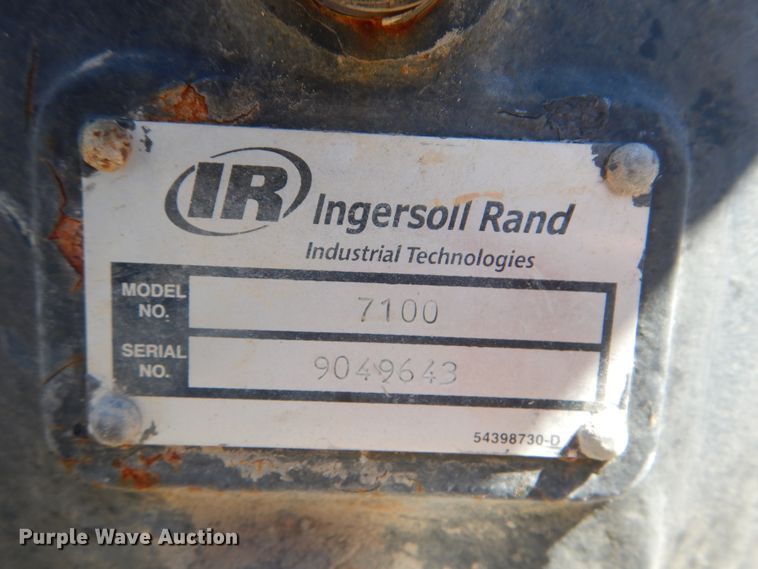 IR Ingersoll Rand
Industrial Technologies
MODEL NO. 7100
SERIAL NO. 9049643
54398730-D
Purple Wave Auction